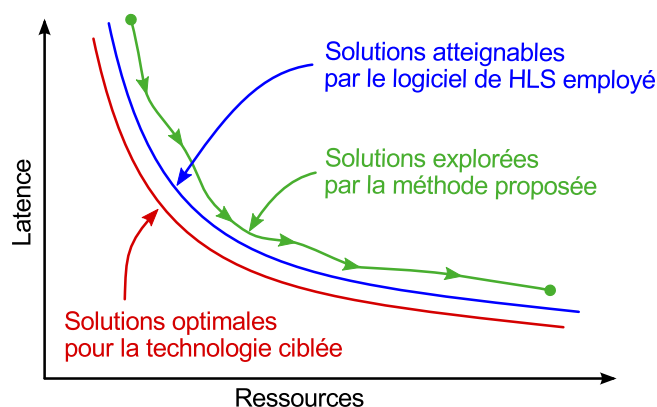 Solutions atteignables
par le logiciel de HLS employé
Solutions explorées
par la méthode proposée
Latence
Solutions optimales
pour la technologie ciblée
Ressources